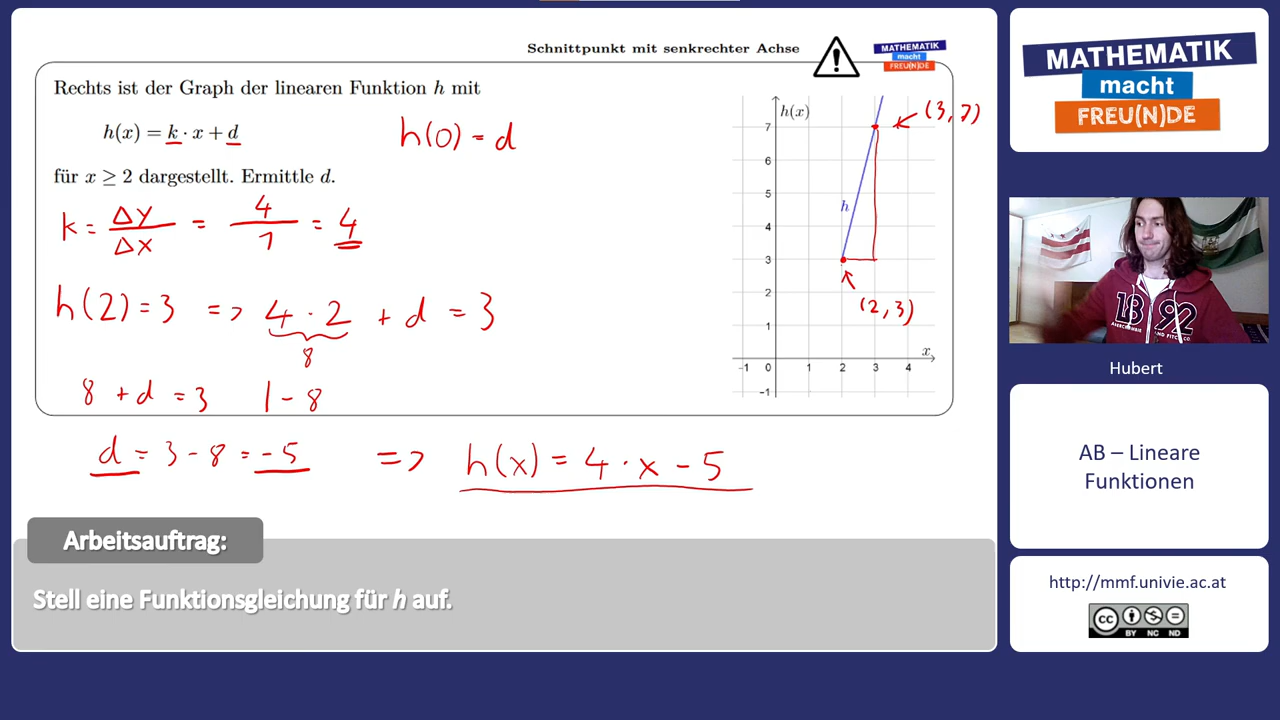 Schnittpunkt mit senkrechter Achse
MATHEMATIK
macht
FREU(N)DE
Rechts ist der Graph der linearen Funktion h mit
h(x) = k · x + d
h(0) = d
für x ≥ 2 dargestellt. Ermittle d.
k = Δy/Δx = 4/1 = 4
h(2) = 3 => 4 · 2 + d = 3
8
8 + d = 3 | - 8
d = 3 - 8 = -5 => h(x) = 4 · x - 5
h(x)
7
6
5
4
3
2
1
-1
-1 0 1 2 3 4
x
h
(3, 7)
(2, 3)
Arbeitsauftrag:
Stell eine Funktionsgleichung für h auf.
MATHEMATIK
macht
FREU(N)DE
13 92
Hubert
AB – Lineare
Funktionen
http://mmf.univie.ac.at
cc
BY NC ND